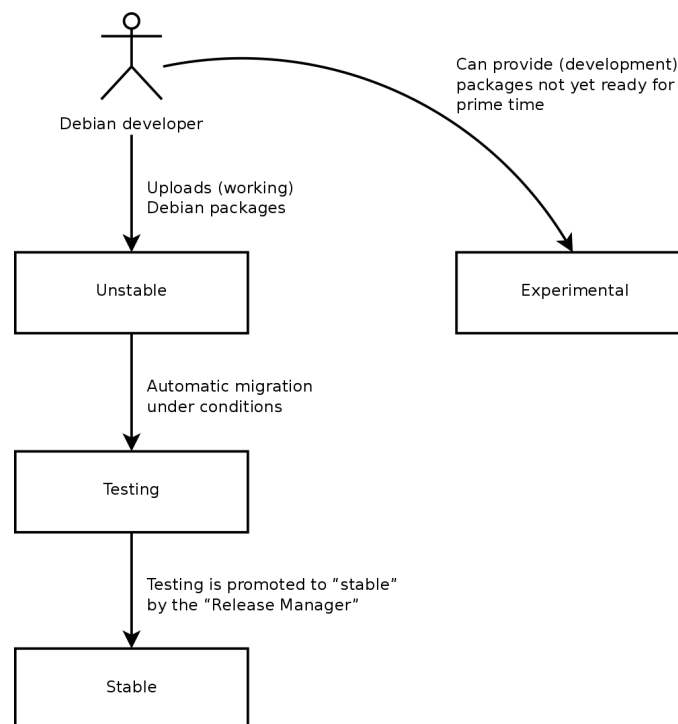 Can provide (development)
packages not yet ready for
prime time
Debian developer
Uploads (working)
Debian packages
Unstable
Experimental
Automatic migration
under conditions
Testing
Testing is promoted to "stable"
by the "Release Manager"
Stable